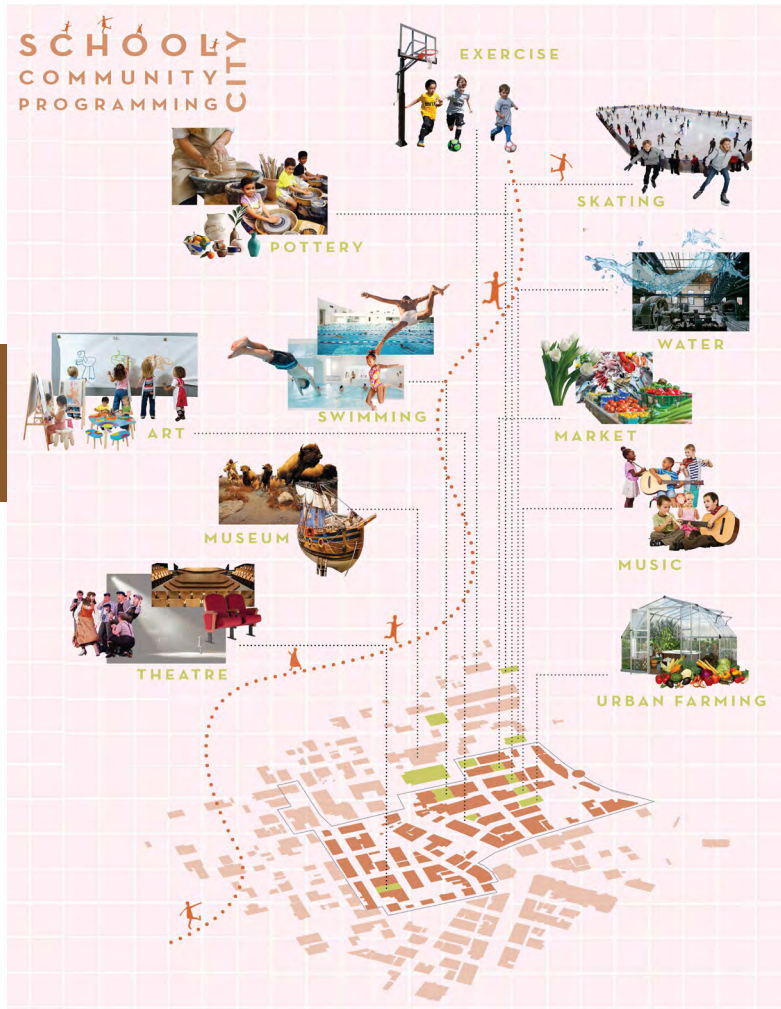 SCHOOL
CITY
COMMUNITY
PROGRAMMING
EXERCISE
SKATING
POTTERY
WATER
SWIMMING
MARKET
ART
MUSEUM
MUSIC
THEATRE
URBAN FARMING